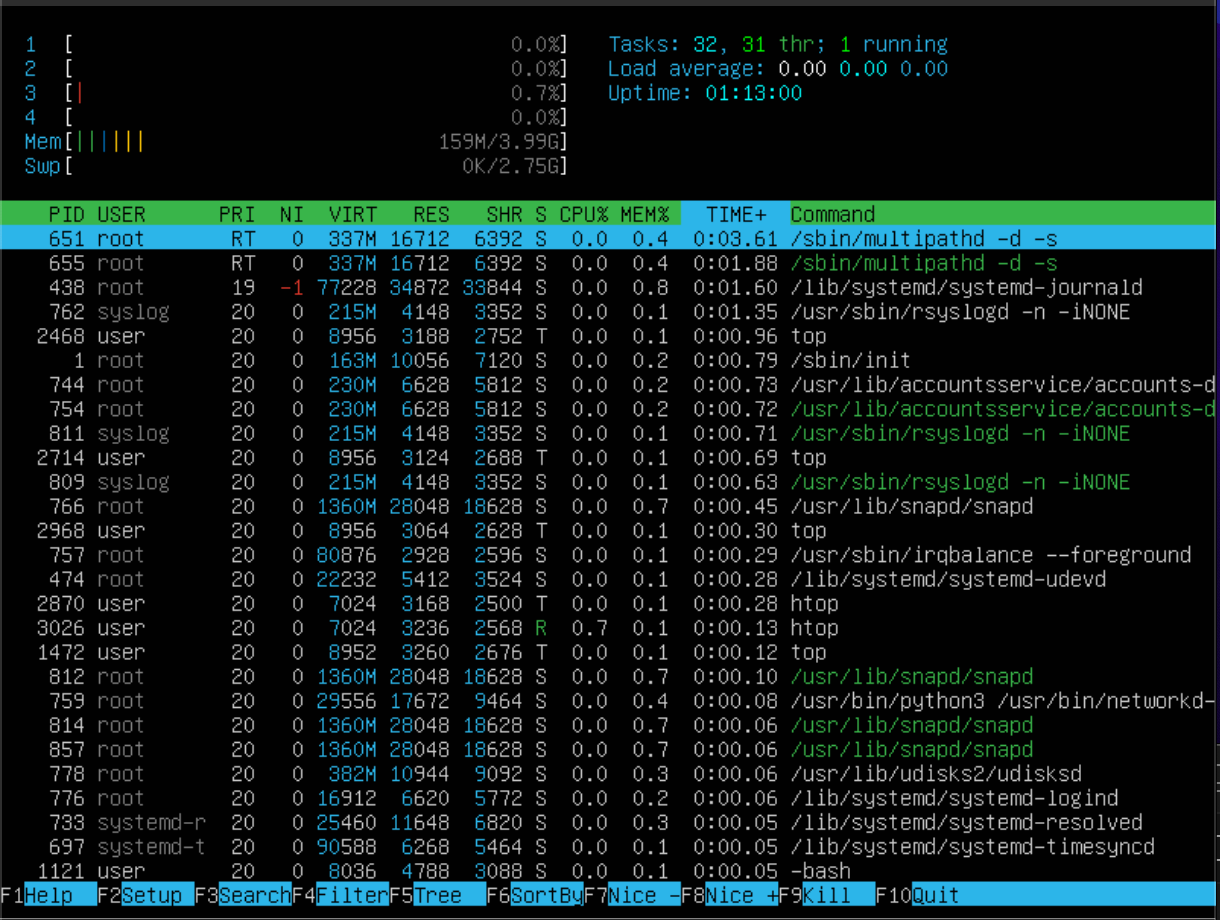 1 [ 0.0%] Tasks: 32, 31 thr; 1 running
2 [ 0.0%] Load average: 0.00 0.00 0.00
3 [| 0.7%] Uptime: 01:13:00
4 [ 0.0%]
Mem[|||||| 159M/3.99G]
Swp[ 0K/2.75G]
PID USER PRI NI VIRT RES SHR S CPU% MEM% TIME+ Command
651 root RT 0 337M 16712 6392 S 0.0 0.4 0:03.61 /sbin/multipathd -d -s
655 root RT 0 337M 16712 6392 S 0.0 0.4 0:01.88 /sbin/multipathd -d -s
438 root 19 -1 77228 34872 33844 S 0.0 0.8 0:01.60 /lib/systemd/systemd-journald
762 syslog 20 0 215M 4148 3352 S 0.0 0.1 0:01.35 /usr/sbin/rsyslogd -n -iNONE
2468 user 20 0 8956 3188 2752 T 0.0 0.1 0:00.96 top
1 root 20 0 163M 10056 7120 S 0.0 0.2 0:00.79 /sbin/init
744 root 20 0 230M 6628 5812 S 0.0 0.2 0:00.73 /usr/lib/accountsservice/accounts-d
754 root 20 0 230M 6628 5812 S 0.0 0.2 0:00.72 /usr/lib/accountsservice/accounts-d
811 syslog 20 0 215M 4148 3352 S 0.0 0.1 0:00.71 /usr/sbin/rsyslogd -n -iNONE
2714 user 20 0 8956 3124 2688 T 0.0 0.1 0:00.69 top
809 syslog 20 0 215M 4148 3352 S 0.0 0.1 0:00.63 /usr/sbin/rsyslogd -n -iNONE
766 root 20 0 1360M 28048 18628 S 0.0 0.7 0:00.45 /usr/lib/snapd/snapd
2968 user 20 0 8956 3064 2628 T 0.0 0.1 0:00.30 top
757 root 20 0 80876 2928 2596 S 0.0 0.1 0:00.29 /usr/sbin/irqbalance --foreground
474 root 20 0 22232 5412 3524 S 0.0 0.1 0:00.28 /lib/systemd/systemd-udevd
2870 user 20 0 7024 3168 2500 T 0.0 0.1 0:00.28 htop
3026 user 20 0 7024 3236 2568 R 0.7 0.1 0:00.13 htop
1472 user 20 0 8952 3260 2676 T 0.0 0.1 0:00.12 top
812 root 20 0 1360M 28048 18628 S 0.0 0.7 0:00.10 /usr/lib/snapd/snapd
759 root 20 0 29556 17672 9464 S 0.0 0.4 0:00.08 /usr/bin/python3 /usr/bin/networkd-
814 root 20 0 1360M 28048 18628 S 0.0 0.7 0:00.06 /usr/lib/snapd/snapd
857 root 20 0 1360M 28048 18628 S 0.0 0.7 0:00.06 /usr/lib/snapd/snapd
778 root 20 0 382M 10944 9092 S 0.0 0.3 0:00.06 /usr/lib/udisks2/udisksd
776 root 20 0 16912 6620 5772 S 0.0 0.2 0:00.06 /lib/systemd/systemd-logind
733 systemd-r 20 0 25460 11648 6820 S 0.0 0.3 0:00.05 /lib/systemd/systemd-resolved
697 systemd-t 20 0 90588 6268 5464 S 0.0 0.1 0:00.05 /lib/systemd/systemd-timesyncd
1121 user 20 0 8036 4788 3088 S 0.0 0.1 0:00.05 -bash
F1Help F2Setup F3SearchF4FilterF5Tree F6SortByF7Nice -F8Nice +F9Kill F10Quit